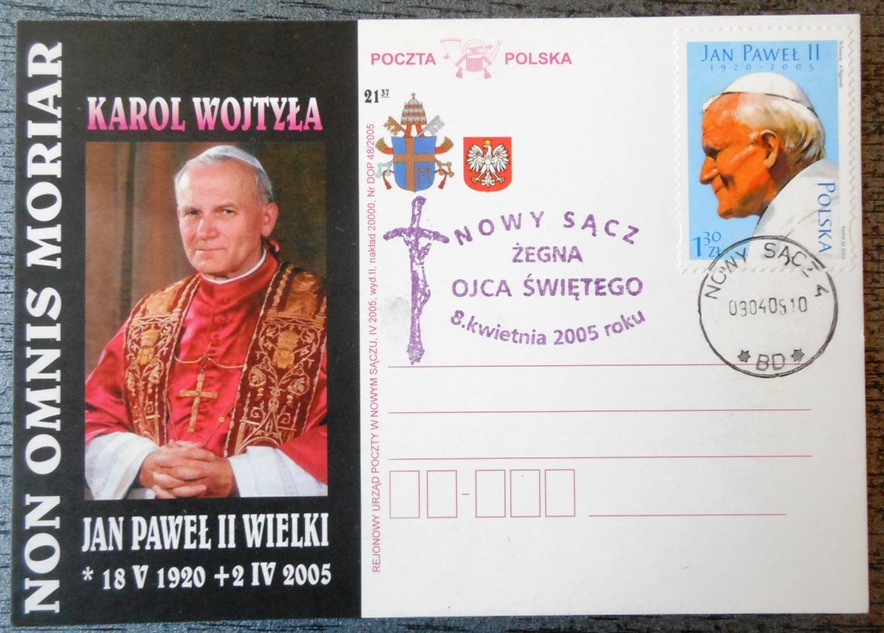 NON OMNIS MORIAR
KAROL WOJTYŁA
JAN PAWEŁ II WIELKI
* 18 V 1920 + 2 IV 2005
POCZTA POLSKA
21 37
REJONOWY URZĄD POCZTY W NOWYM SĄCZU, IV 2005, wyd II, nakład 20000. Nr DOP 48/2005
NOWY SĄCZ
ŻEGNA
OJCA ŚWIĘTEGO
8.kwietnia 2005 roku
JAN PAWEŁ II
1920-2005
POLSKA
1 30
ZŁ
NOWY SĄCZ 4
080405.10
* BD *